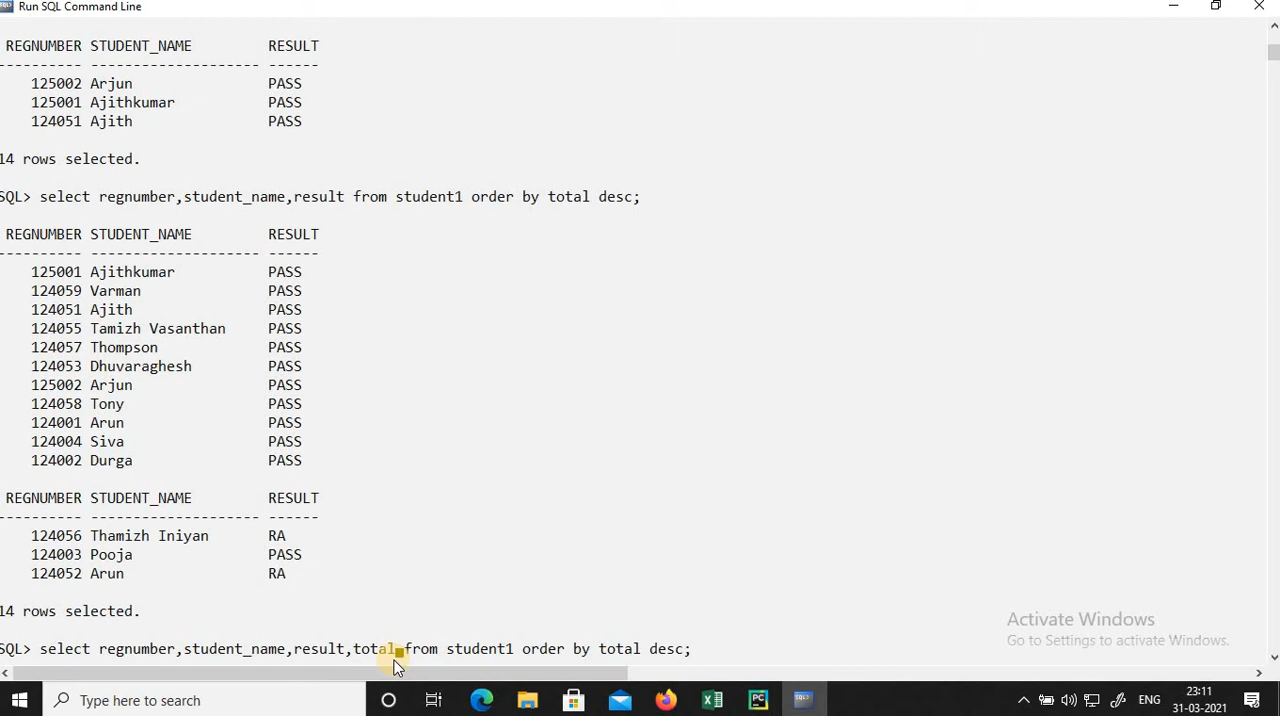 Run SQL Command Line
REGNUMBER STUDENT_NAME RESULT
---------- -------------------- ------
125002 Arjun PASS
125001 Ajithkumar PASS
124051 Ajith PASS
14 rows selected.
SQL> select regnumber,student_name,result from student1 order by total desc;
REGNUMBER STUDENT_NAME RESULT
---------- -------------------- ------
125001 Ajithkumar PASS
124059 Varman PASS
124051 Ajith PASS
124055 Tamizh Vasanthan PASS
124057 Thompson PASS
124053 Dhuvaraghesh PASS
125002 Arjun PASS
124058 Tony PASS
124001 Arun PASS
124004 Siva PASS
124002 Durga PASS
REGNUMBER STUDENT_NAME RESULT
---------- -------------------- ------
124056 Thamizh Iniyan RA
124003 Pooja PASS
124052 Arun RA
14 rows selected.
Activate Windows
Go to Settings to activate Windows.
SQL> select regnumber,student_name,result,total from student1 order by total desc;
Type here to search
ENG
23:11
31-03-2021